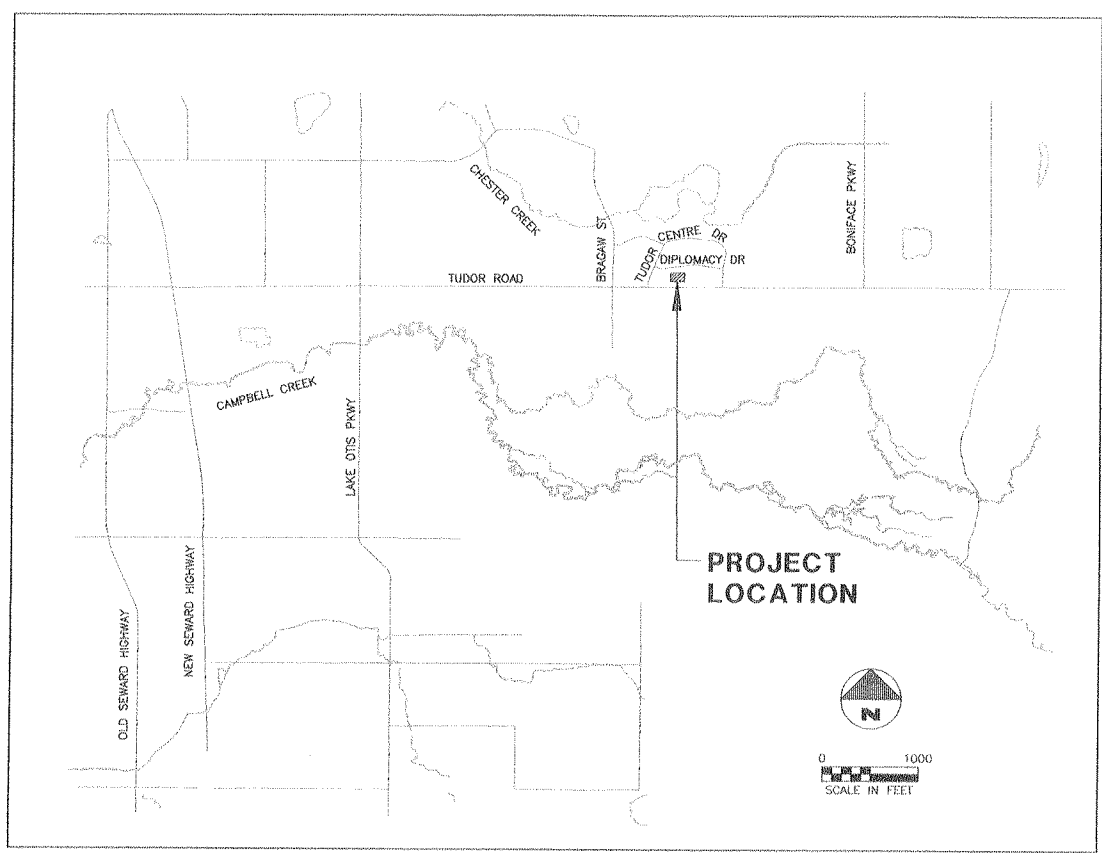 CHESTER CREEK
BRAGAW ST
TUDOR CENTRE DR
DIPLOMACY DR
BONIFACE PKWY
TUDOR ROAD
CAMPBELL CREEK
LAKE OTIS PKWY
NEW SEWARD HIGHWAY
OLD SEWARD HIGHWAY
PROJECT
LOCATION
N
0 1000
SCALE IN FEET